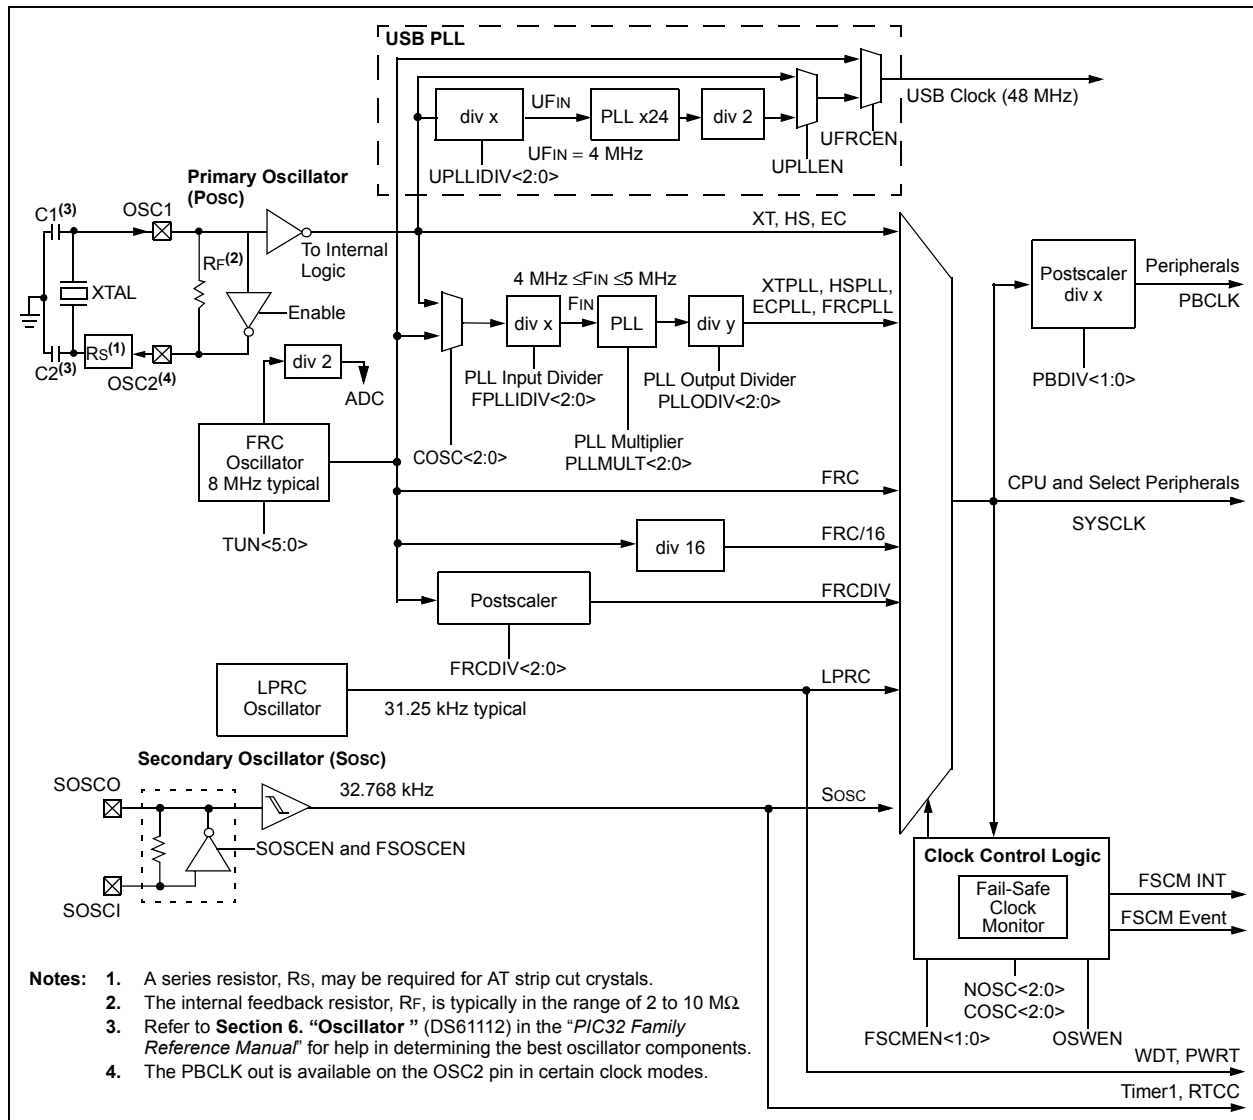 USB PLL
div x
UFIN
PLL x24
div 2
UFIN = 4 MHz
UPLLIDIV<2:0>
UPLLEN
UFRCEN
USB Clock (48 MHz)
Primary Oscillator
(POSC)
C1(3)
OSC1
RF(2)
To Internal
Logic
XTAL
Enable
C2(3)
RS(1)
OSC2(4)
div 2
ADC
XT, HS, EC
4 MHz ≤FIN ≤5 MHz
FIN
div x
PLL
div y
XTPLL, HSPLL,
ECPLL, FRCPLL
PLL Input Divider
FPLLIDIV<2:0>
PLL Output Divider
PLLODIV<2:0>
PLL Multiplier
PLLMULT<2:0>
COSC<2:0>
Postscaler
div x
Peripherals
PBCLK
PBDIV<1:0>
FRC
Oscillator
8 MHz typical
TUN<5:0>
FRC
CPU and Select Peripherals
SYSCLK
div 16
FRC/16
Postscaler
FRCDIV
FRCDIV<2:0>
LPRC
Oscillator
31.25 kHz typical
LPRC
Secondary Oscillator (SOSC)
SOSCO
32.768 kHz
SOSC
SOSCEN and FSOSCEN
SOSCI
Clock Control Logic
Fail-Safe
Clock
Monitor
FSCM INT
FSCM Event
NOSC<2:0>
COSC<2:0>
FSCMEN<1:0>
OSWEN
WDT, PWRT
Timer1, RTCC
Notes: 1. A series resistor, RS, may be required for AT strip cut crystals.
2. The internal feedback resistor, RF, is typically in the range of 2 to 10 MΩ
3. Refer to Section 6. “Oscillator ” (DS61112) in the “PIC32 Family
Reference Manual” for help in determining the best oscillator components.
4. The PBCLK out is available on the OSC2 pin in certain clock modes.